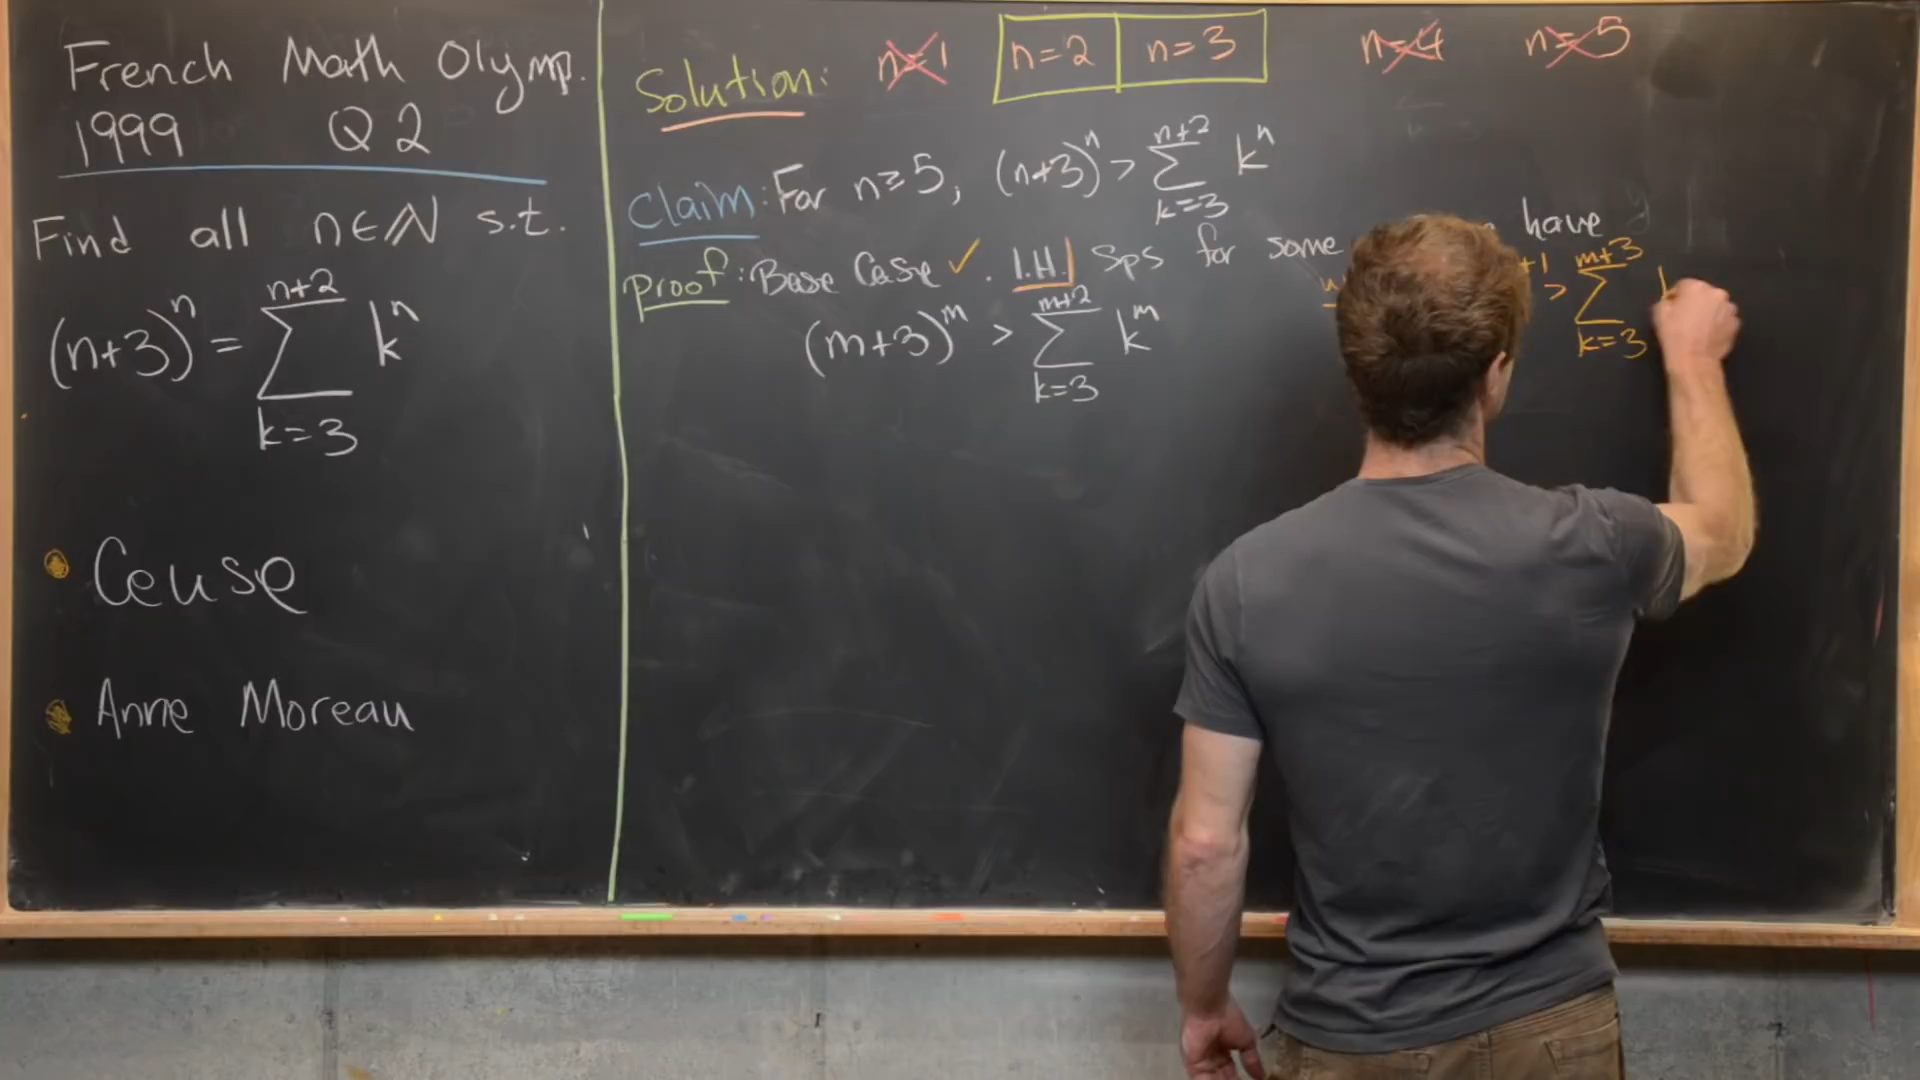 French Math Olymp.
1999 Q2
Find all n∈ℕ s.t.
(n+3)^n = Σ_{k=3}^{n+2} k^n
• Ceuse
• Anne Moreau
Solution: n=1 n=2 n=3 n=4 n=5
Claim: For n≥5, (n+3)^n > Σ_{k=3}^{n+2} k^n
Proof: Base Case ✓. I.H. Sps for some have
(m+3)^m > Σ_{k=3}^{m+2} k^m
+1 > Σ_{k=3}^{m+3}